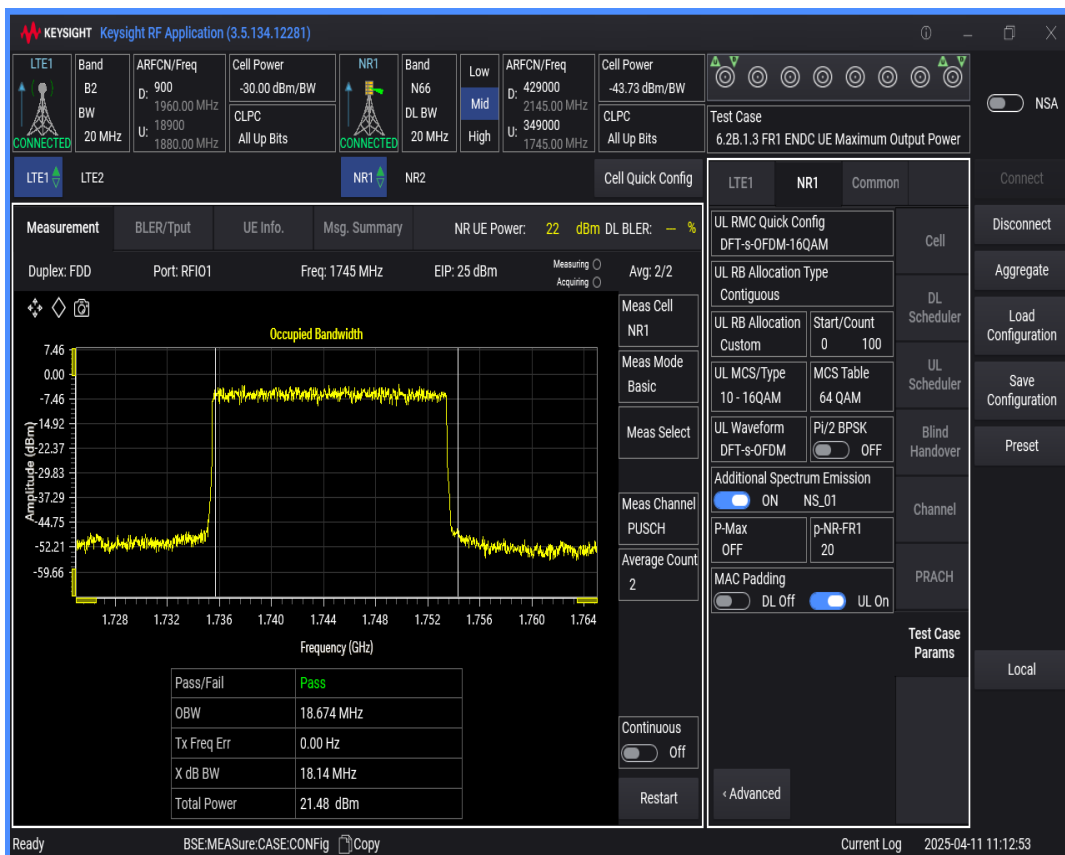 KEYSIGHT Keysight RF Application (3.5.134.12281)
LTE1
CONNECTED
Band
B2
BW
20 MHz
ARFCN/Freq
D: 900
1960.00 MHz
U: 18900
1880.00 MHz
Cell Power
-30.00 dBm/BW
CLPC
All Up Bits
NR1
CONNECTED
Band
N66
DL BW
20 MHz
Low
Mid
High
ARFCN/Freq
D: 429000
2145.00 MHz
U: 349000
1745.00 MHz
Cell Power
-43.73 dBm/BW
CLPC
All Up Bits
Test Case
6.2B.1.3 FR1 ENDC UE Maximum Output Power
NSA
LTE1 LTE2
NR1 NR2
Cell Quick Config
Measurement BLER/Tput UE Info. Msg. Summary NR UE Power: 22 dBm DL BLER: — %
Duplex: FDD Port: RFIO1 Freq: 1745 MHz EIP: 25 dBm
Measuring
Acquiring
Avg: 2/2
Occupied Bandwidth
Amplitude (dBm)
7.46
0.00
-7.46
-14.92
-22.37
-29.83
-37.29
-44.75
-52.21
-59.66
1.728 1.732 1.736 1.740 1.744 1.748 1.752 1.756 1.760 1.764
Frequency (GHz)
Pass/Fail Pass
OBW 18.674 MHz
Tx Freq Err 0.00 Hz
X dB BW 18.14 MHz
Total Power 21.48 dBm
Meas Cell
NR1
Meas Mode
Basic
Meas Select
Meas Channel
PUSCH
Average Count
2
Continuous
Off
Restart
LTE1 NR1 Common
UL RMC Quick Config
DFT-s-OFDM-16QAM
UL RB Allocation Type
Contiguous
UL RB Allocation
Custom
Start/Count
0 100
UL MCS/Type
10 - 16QAM
MCS Table
64 QAM
UL Waveform
DFT-s-OFDM
Pi/2 BPSK
OFF
Additional Spectrum Emission
ON NS_01
P-Max
OFF
p-NR-FR1
20
MAC Padding
DL Off UL On
‹ Advanced
Cell
DL
Scheduler
UL
Scheduler
Blind
Handover
Channel
PRACH
Test Case
Params
Connect
Disconnect
Aggregate
Load
Configuration
Save
Configuration
Preset
Local
Ready BSE:MEASure:CASE:CONFig Copy Current Log 2025-04-11 11:12:53